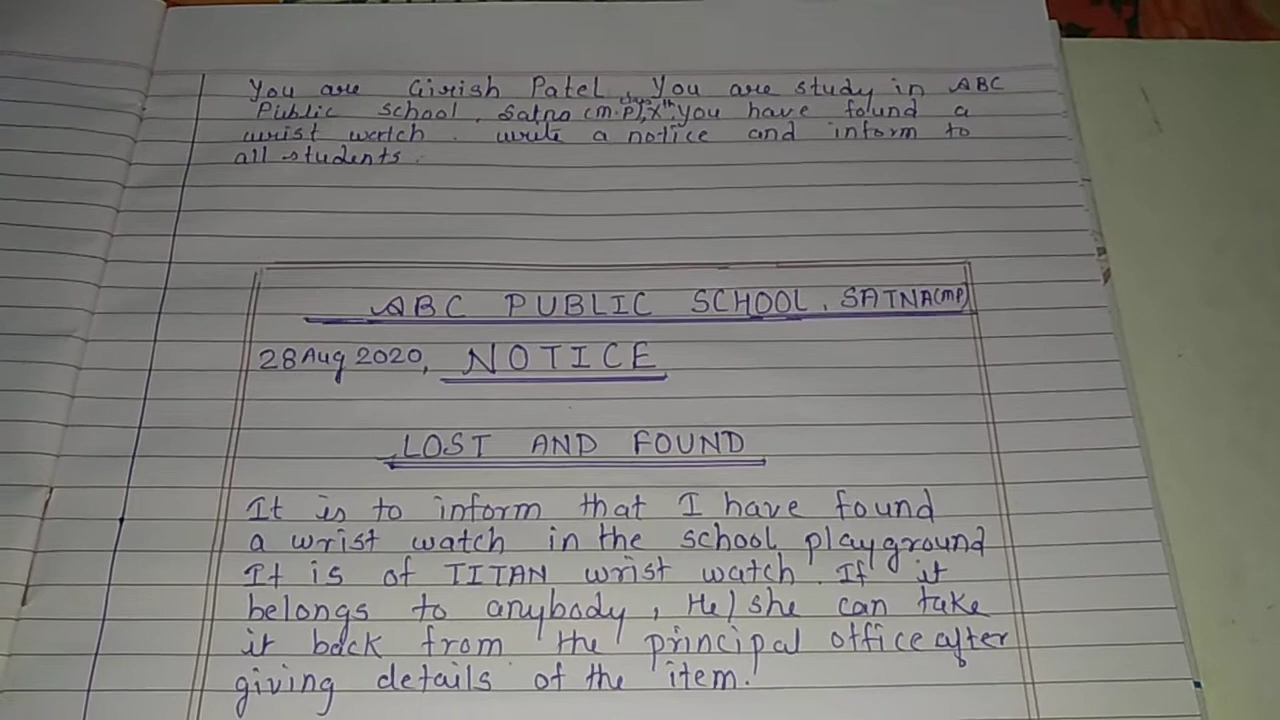 You are Girish Patel, You are study in ABC
Public school, Satna (m.p), Xth, you have found a
wrist watch. write a notice and inform to
all students.
ABC PUBLIC SCHOOL, SATNA(MP)
28 Aug 2020, NOTICE
LOST AND FOUND
It is to inform that I have found
a wrist watch in the school playground
It is of TITAN wrist watch. If it
belongs to anybody, He/she can take
it back from the principal office after
giving details of the item.